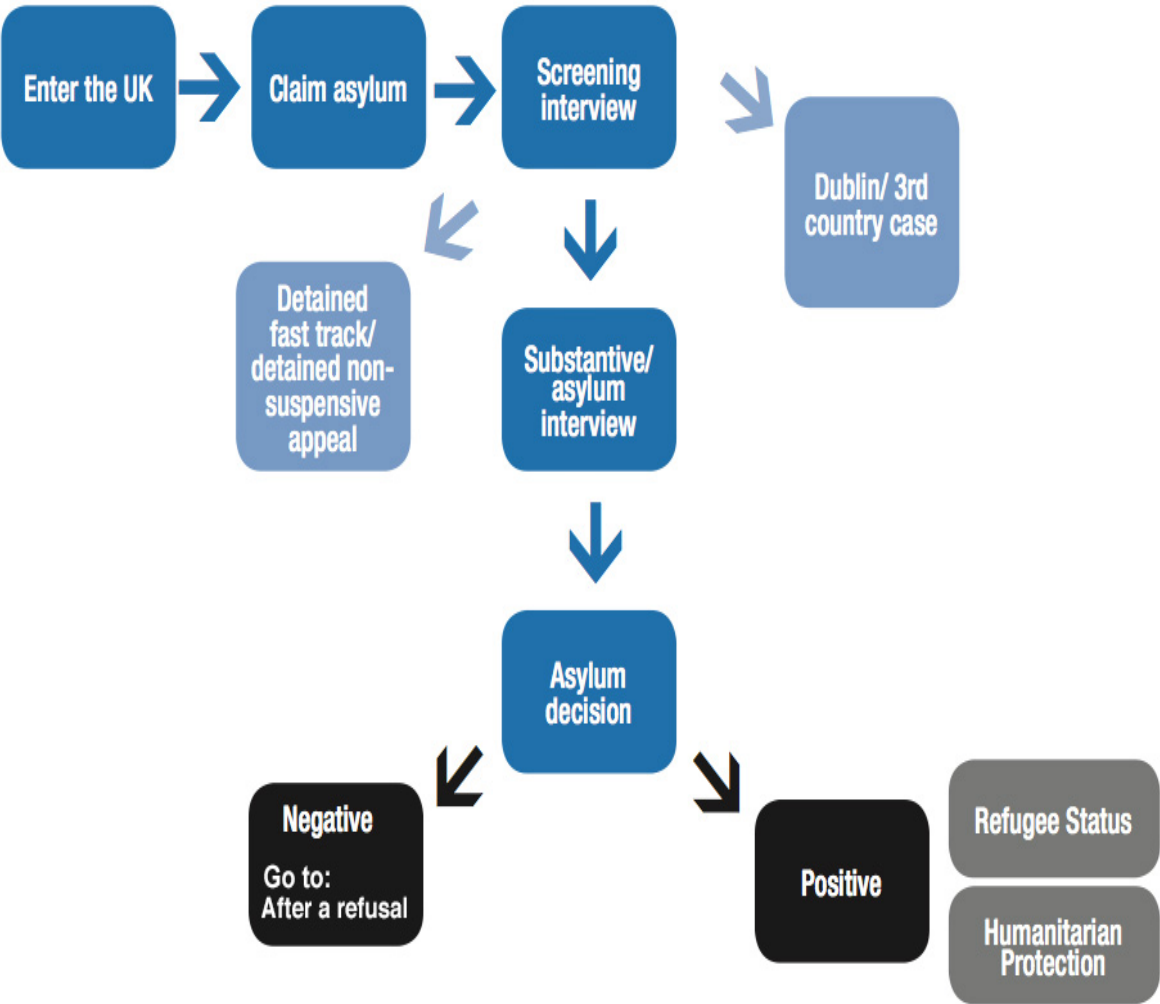 Enter the UK
Claim asylum
Screening
interview
Dublin/ 3rd
country case
Detained
fast track/
detained non-
suspensive
appeal
Substantive/
asylum
interview
Asylum
decision
Negative
Go to:
After a refusal
Positive
Refugee Status
Humanitarian
Protection